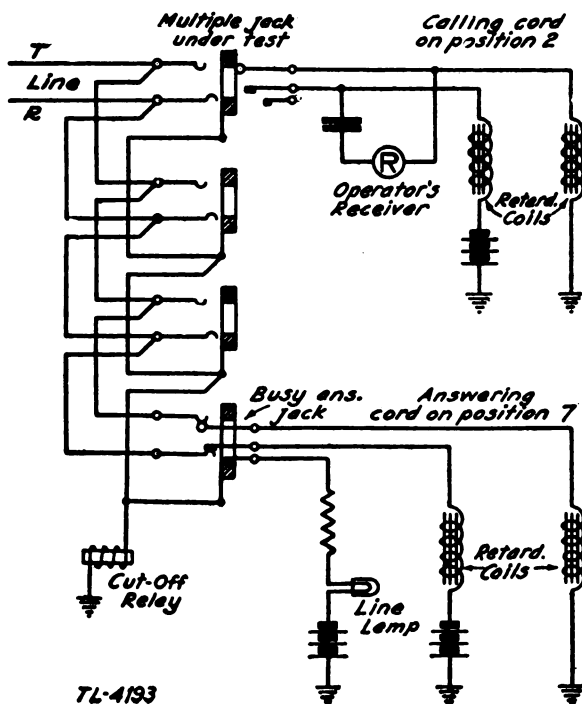 Multiple jack
under test
Calling cord
on position 2
T
Line
R
R
Operator's
Receiver
Retard.
Coils
Busy ans.
Jack
Answering
cord on position 7
Cut-Off
Relay
Line
Lamp
Retard.
Coils
TL-4193